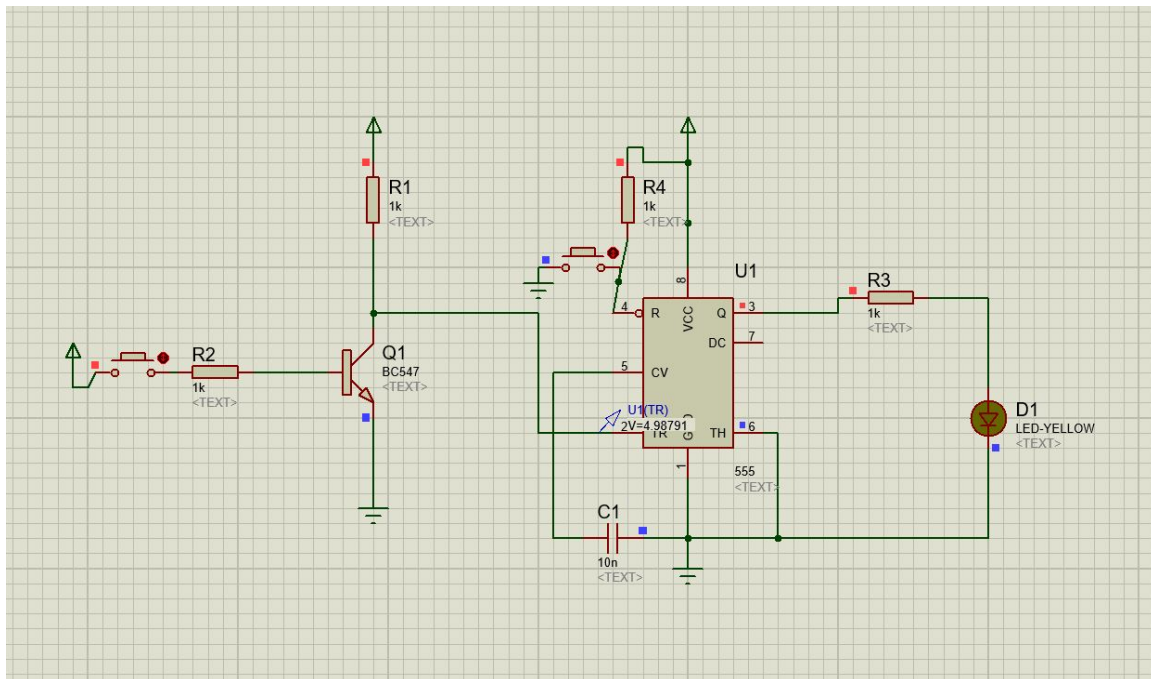 R1
1k
<TEXT>
R4
1k
<TEXT>
U1
8
VCC
4
R
Q
3
R3
1k
<TEXT>
DC
7
Q1
BC547
<TEXT>
R2
1k
<TEXT>
5
CV
U1(TR)
2V=4.98791
TR
TH
6
D1
LED-YELLOW
<TEXT>
1
555
<TEXT>
C1
10n
<TEXT>